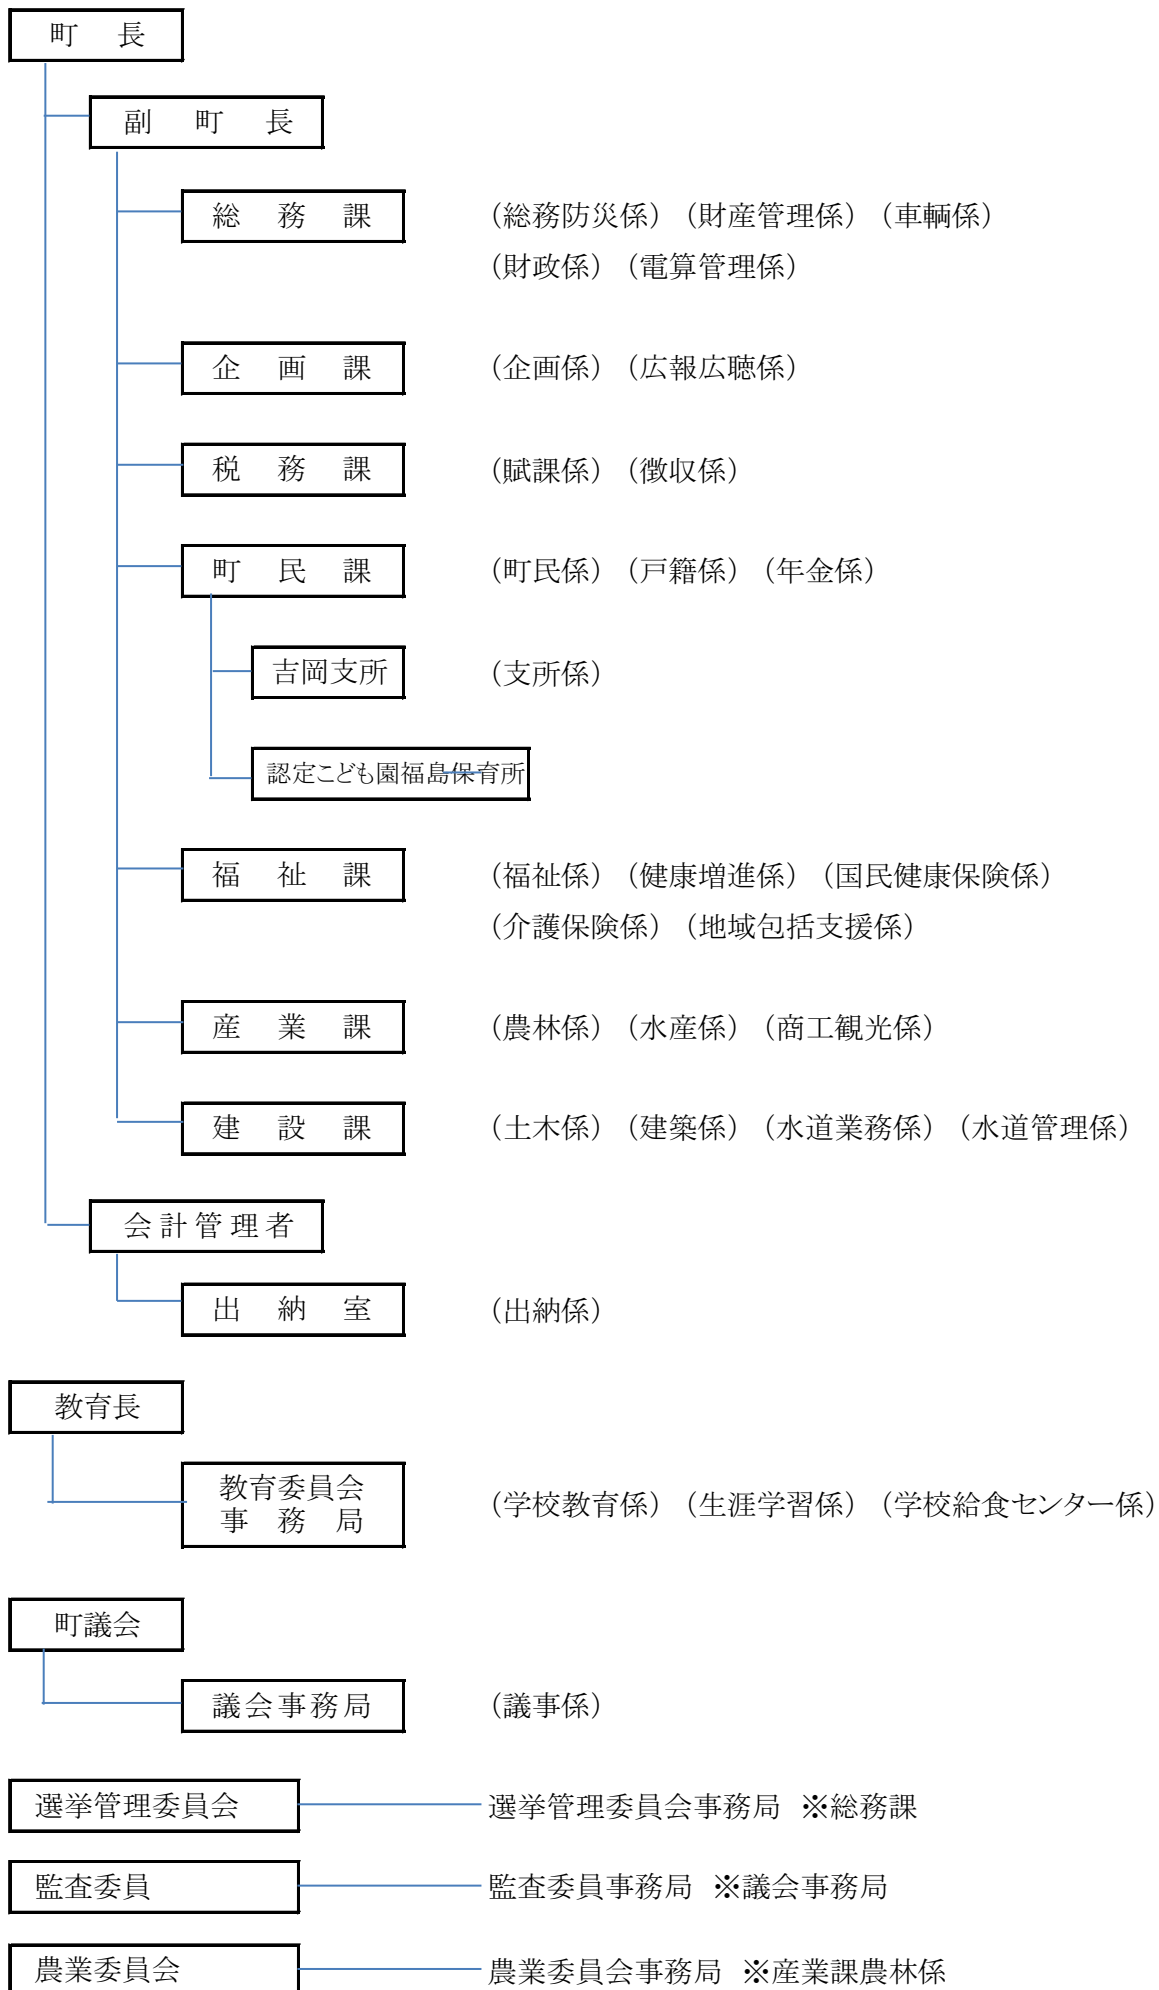 町　長
副　町　長
総　務　課　（総務防災係）（財産管理係）（車輌係）
（財政係）（電算管理係）
企　画　課　（企画係）（広報広聴係）
税　務　課　（賦課係）（徴収係）
町　民　課　（町民係）（戸籍係）（年金係）
吉岡支所　（支所係）
認定こども園福島保育所
福　祉　課　（福祉係）（健康増進係）（国民健康保険係）
（介護保険係）（地域包括支援係）
産　業　課　（農林係）（水産係）（商工観光係）
建　設　課　（土木係）（建築係）（水道業務係）（水道管理係）
会計管理者
出　納　室　（出納係）
教育長
教育委員会
事　務　局　（学校教育係）（生涯学習係）（学校給食センター係）
町議会
議会事務局　（議事係）
選挙管理委員会　選挙管理委員会事務局　※総務課
監査委員　監査委員事務局　※議会事務局
農業委員会　農業委員会事務局　※産業課農林係